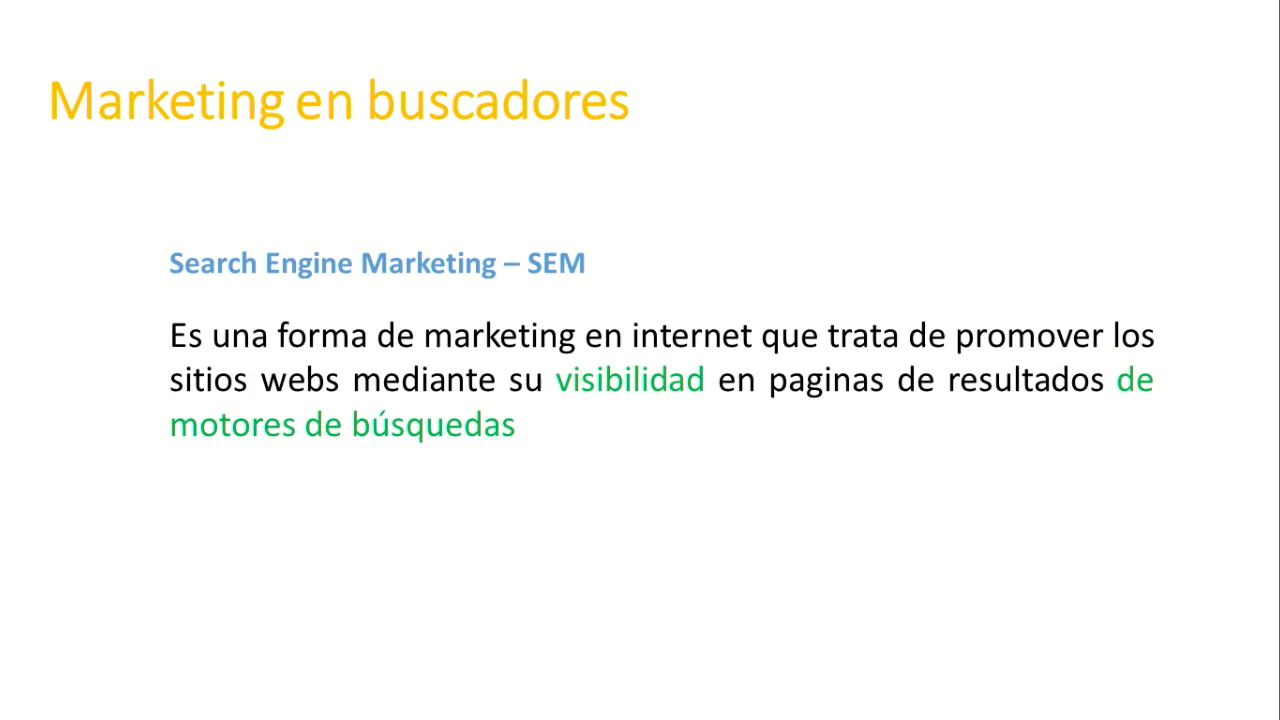 Marketing en buscadores
Search Engine Marketing – SEM
Es una forma de marketing en internet que trata de promover los
sitios webs mediante su visibilidad en paginas de resultados de
motores de búsquedas